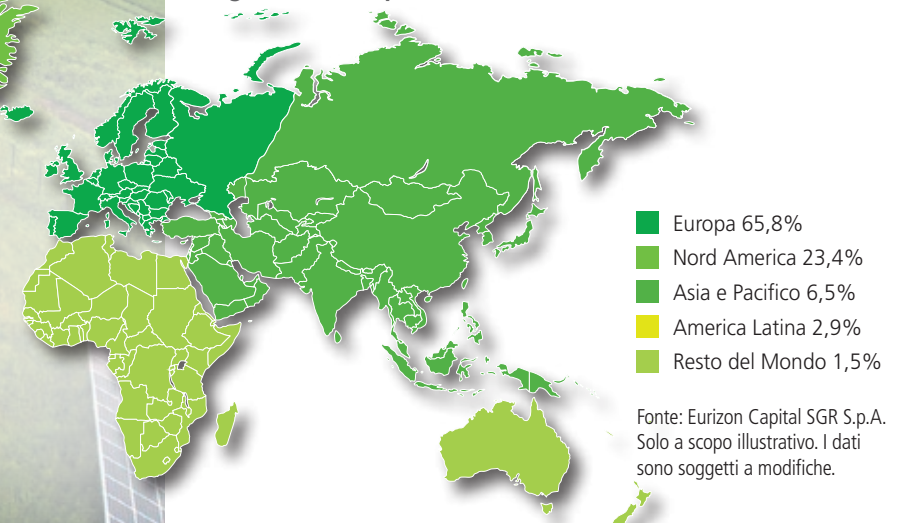 Europa 65,8%
Nord America 23,4%
Asia e Pacifico 6,5%
America Latina 2,9%
Resto del Mondo 1,5%
Fonte: Eurizon Capital SGR S.p.A.
Solo a scopo illustrativo. I dati
sono soggetti a modifiche.